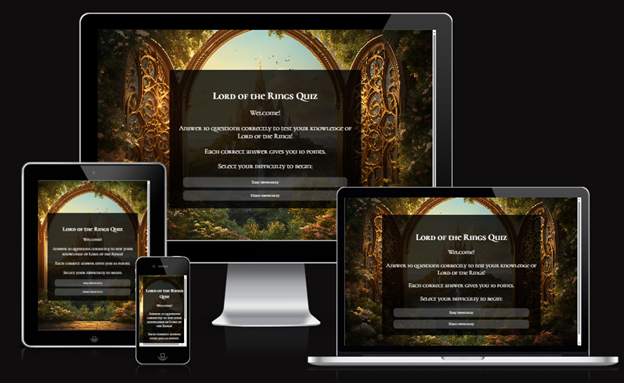 Lord of the Rings Quiz
Welcome!
Answer 10 questions correctly to test your knowledge of
Lord of the Rings!
Each correct answer gives you 10 points.
Select your difficulty to begin:
Easy difficulty
Hard difficulty
Lord of the Rings Quiz
Welcome!
Answer 10 questions correctly to test your knowledge of
Lord of the Rings!
Each correct answer gives you 10 points.
Select your difficulty to begin:
Easy difficulty
Hard difficulty
Lord of the Rings
Quiz
Welcome!
Answer 10 questions
correctly to test your
knowledge of Lord of
the Rings!
Each correct answer
gives you 10 points.
Lord of the Rings Quiz
Welcome!
Answer 10 questions correctly to test your knowledge of
Lord of the Rings!
Each correct answer gives you 10 points.
Select your difficulty to begin:
Easy difficulty
Hard difficulty